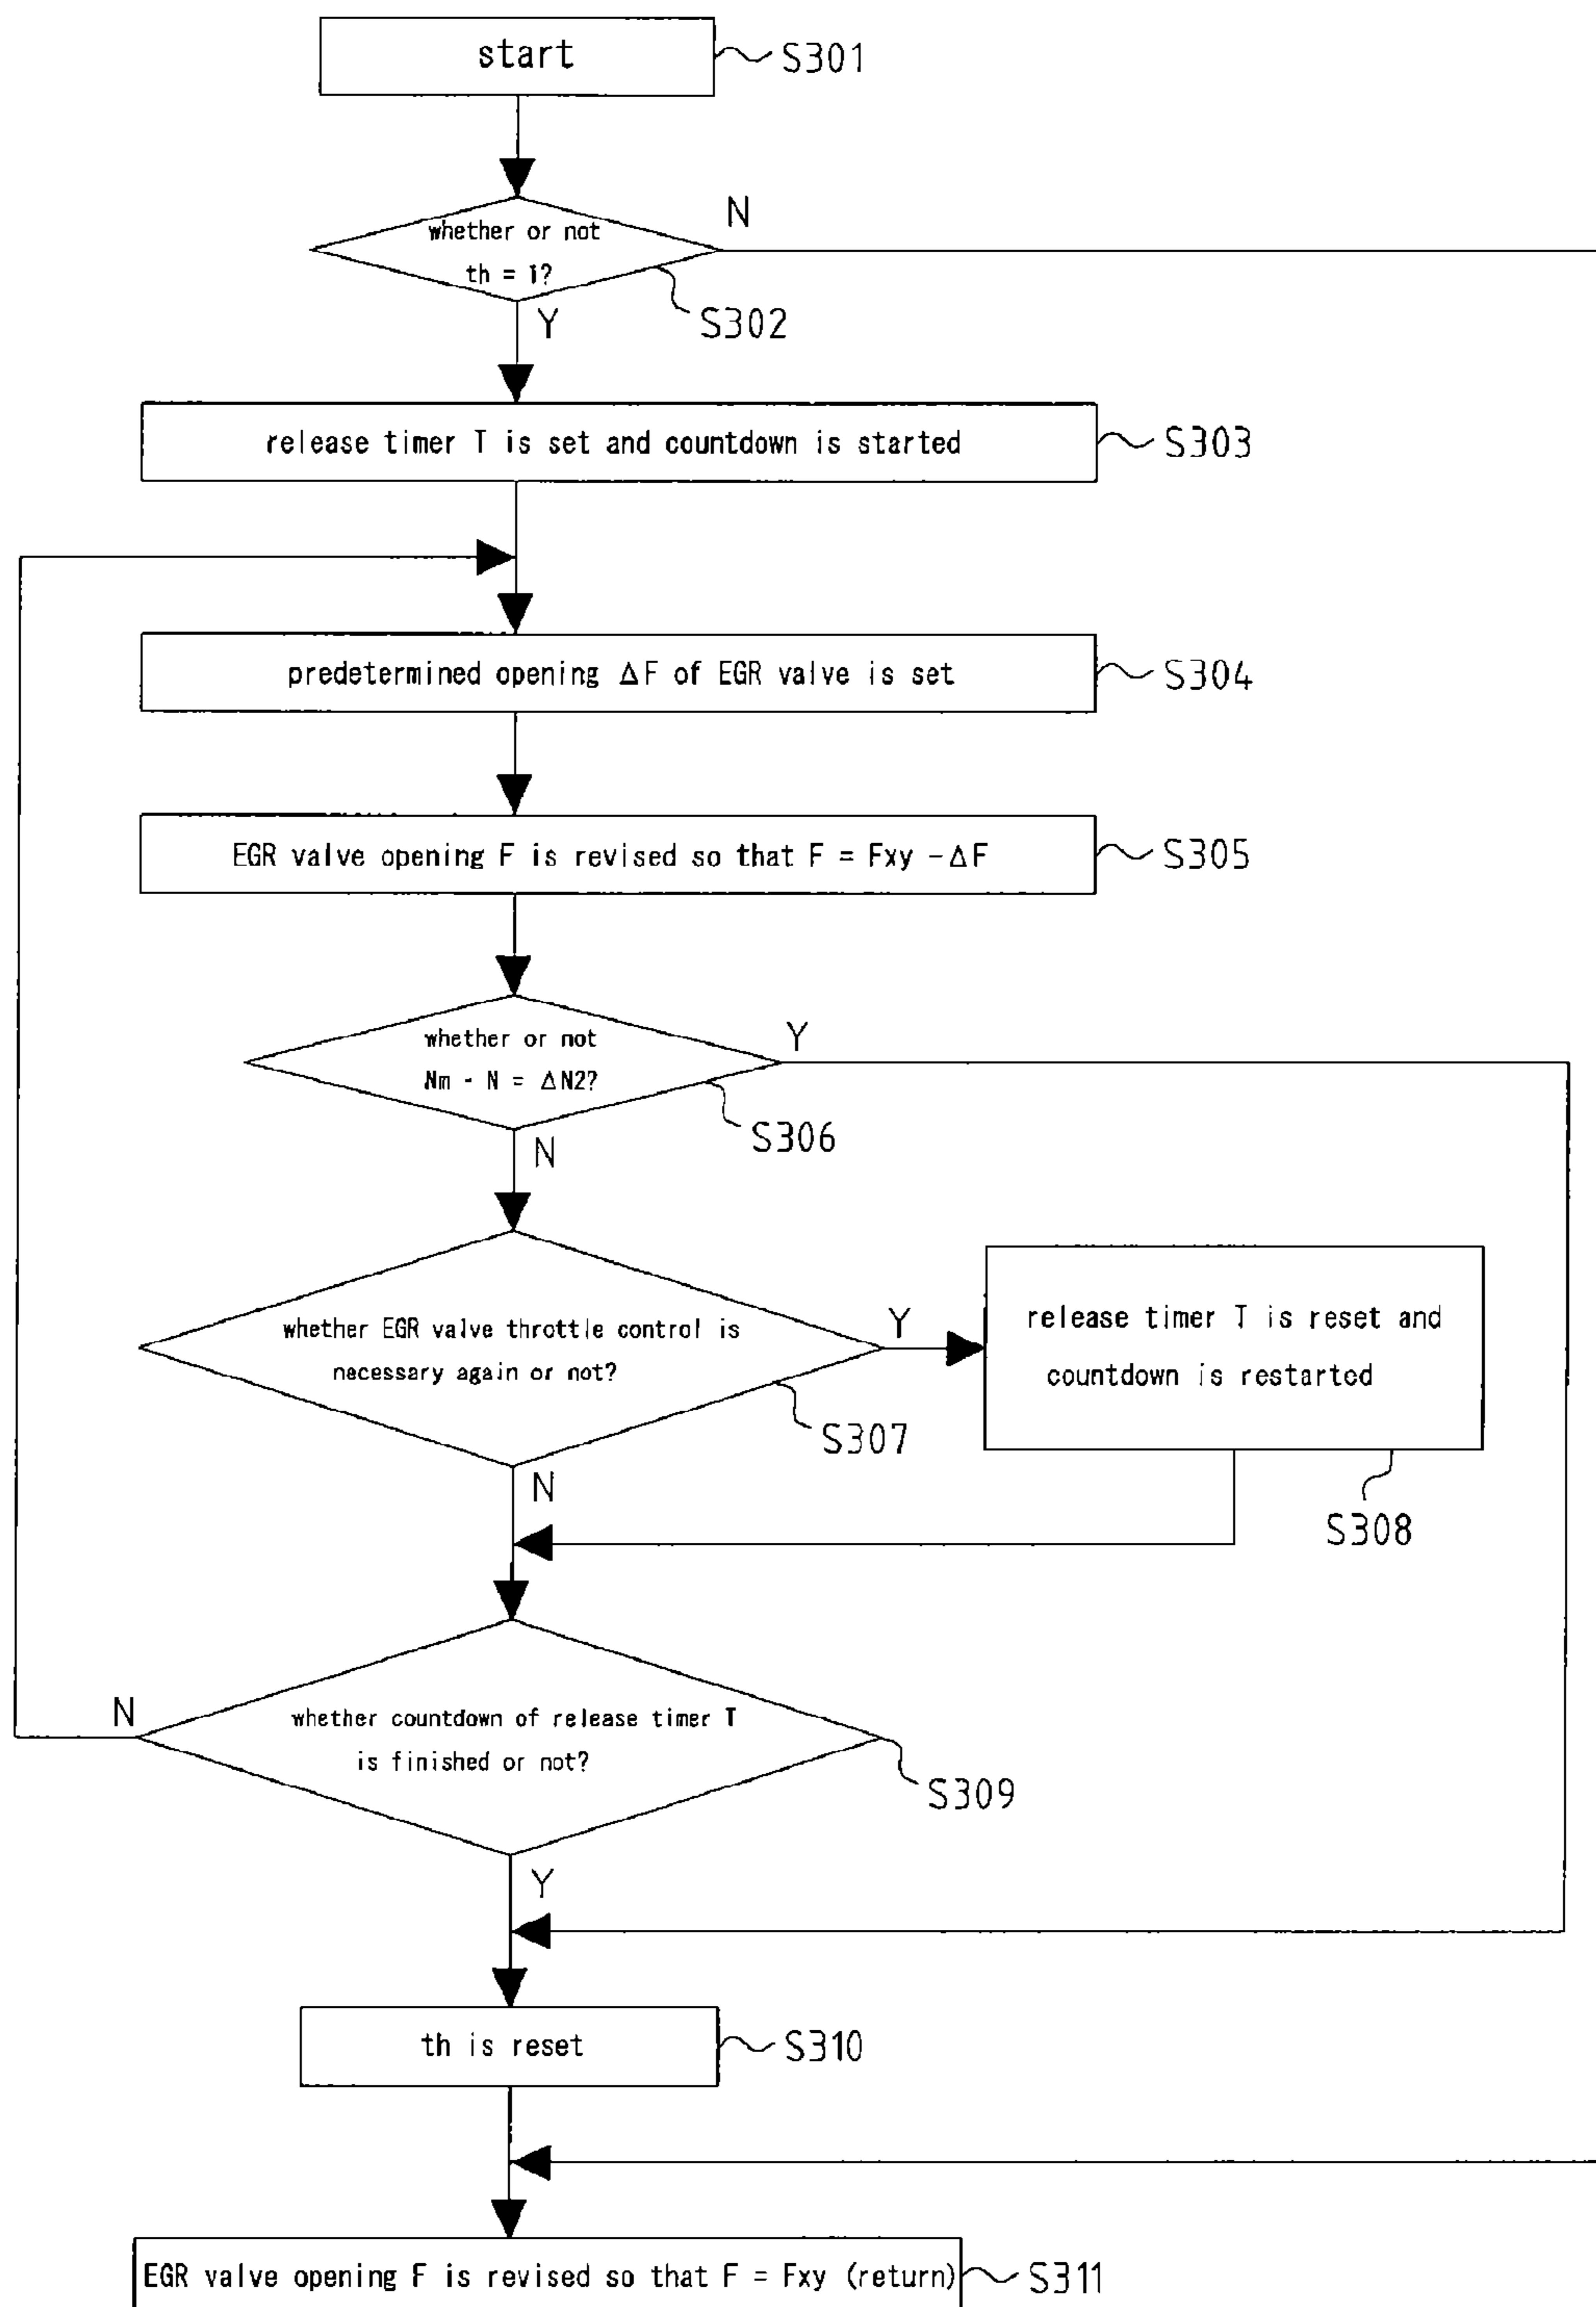 start
S301
whether or not
th = 1?
N
S302
Y
release timer T is set and countdown is started
S303
predetermined opening ΔF of EGR valve is set
S304
EGR valve opening F is revised so that F = Fxy -ΔF
S305
whether or not
Nm - N = ΔN2?
Y
S306
N
whether EGR valve throttle control is
necessary again or not?
Y
S307
release timer T is reset and
countdown is restarted
S308
N
whether countdown of release timer T
is finished or not?
N
S309
Y
th is reset
S310
EGR valve opening F is revised so that F = Fxy (return)
S311